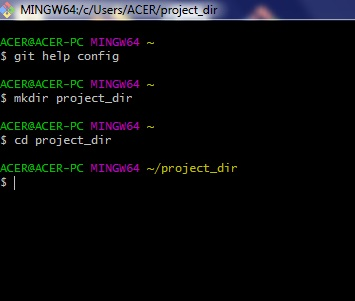 MINGW64:/c/Users/ACER/project_dir
ACER@ACER-PC MINGW64 ~
$ git help config
ACER@ACER-PC MINGW64 ~
$ mkdir project_dir
ACER@ACER-PC MINGW64 ~
$ cd project_dir
ACER@ACER-PC MINGW64 ~/project_dir
$